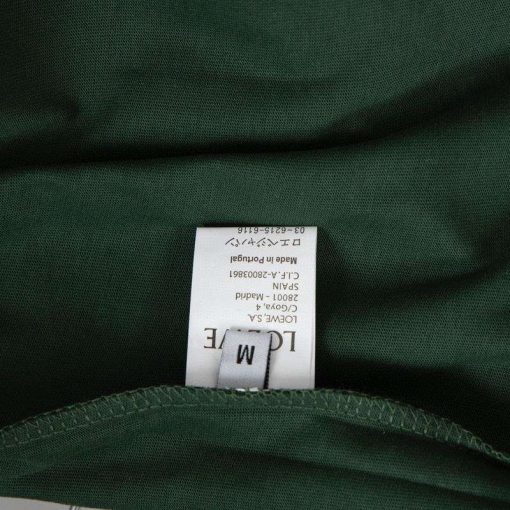 LOEWE
M
LOEWE, S.A.
C/Goya, 4
28001 - Madrid
SPAIN
C.I.F.A-28003861
Made in Portugal
ロエベジャパン
03-6215-6116